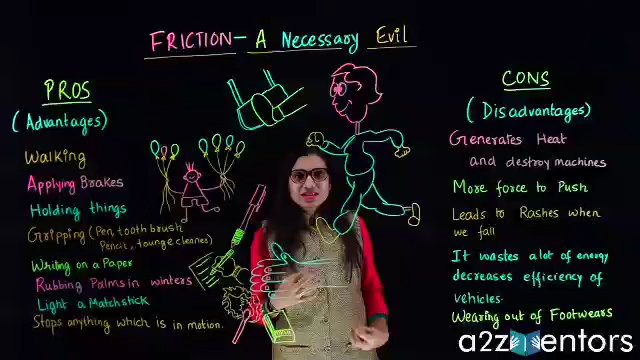 FRICTION - A Necessary Evil
PROS
(Advantages)
Walking
Applying Brakes
Holding things
Gripping (Pen, tooth brush
Pencil, tounge cleanes)
Writing on a Paper
Rubbing Palms in winters
Light a Matchstick
Stops anything which is in motion.
CONS
(Disadvantages)
Generates Heat
and destroy machines
More force to Push
Leads to Rashes when
we fall
It wastes a lot of energy
decreases efficiency of
vehicles.
Wearing out of Footwears
a2zMentors